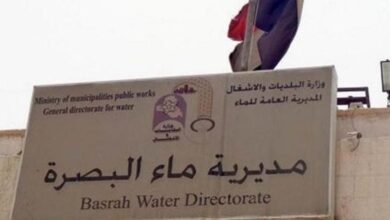 Ministry of municipalities public works
General directorate for water
وزارة البلديات والاشغال
المديرية العامة للماء
مديرية ماء البصرة
Basrah Water Directorate